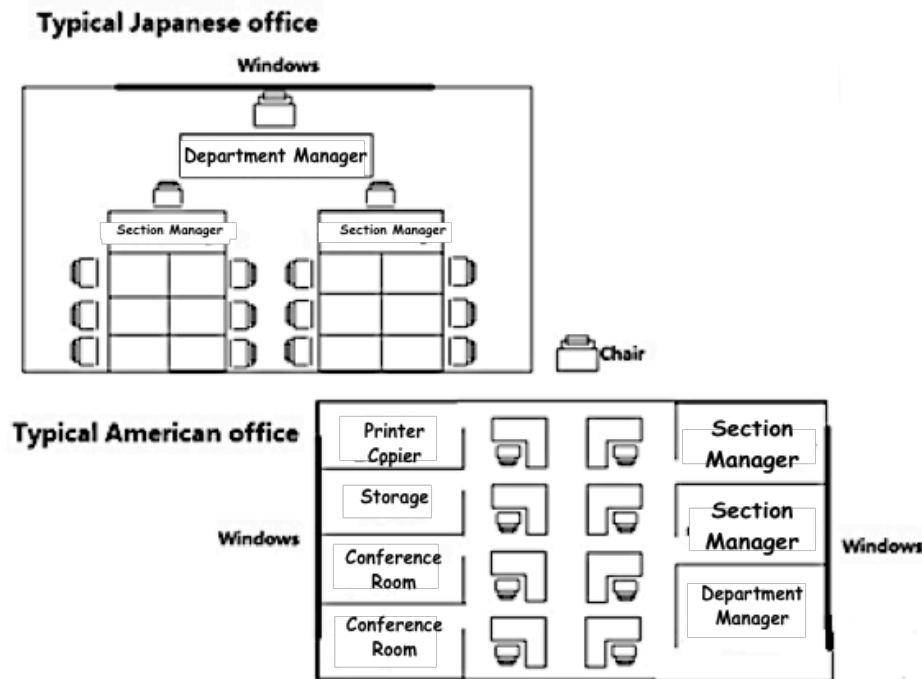 Typical Japanese office
Windows
Department Manager
Section Manager
Section Manager
Chair
Typical American office
Printer
Copier
Section
Manager
Storage
Section
Manager
Windows
Windows
Conference
Room
Department
Manager
Conference
Room